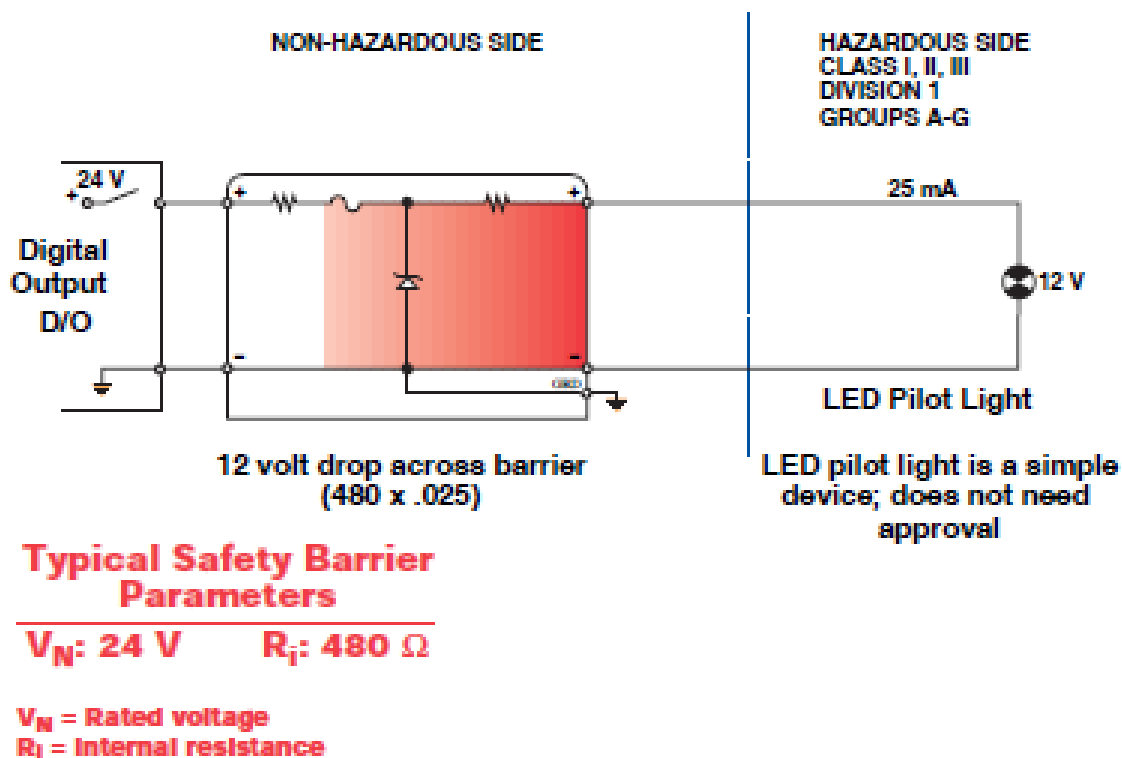 NON-HAZARDOUS SIDE
HAZARDOUS SIDE
CLASS I, II, III
DIVISION 1
GROUPS A-G
24 V
+
Digital
Output
D/O
+
+
-
-
GRD
25 mA
12 V
LED Pilot Light
12 volt drop across barrier
(480 x .025)
LED pilot light is a simple
device; does not need
approval
Typical Safety Barrier
Parameters
VN: 24 V Ri: 480 Ω
VN = Rated voltage
Ri = Internal resistance